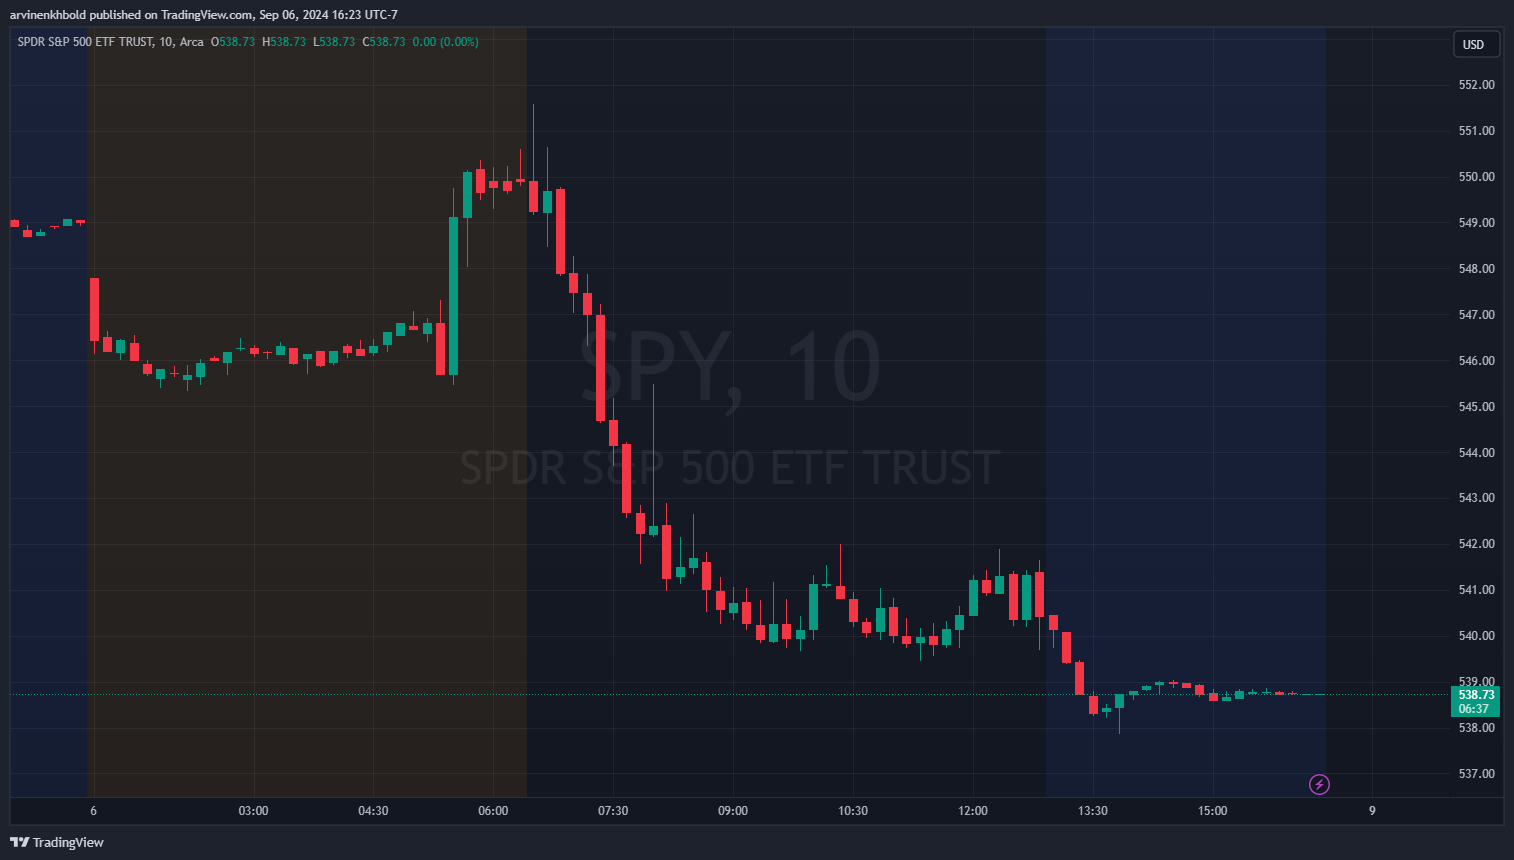 arvinenkhbold published on TradingView.com, Sep 06, 2024 16:23 UTC-7
SPDR S&P 500 ETF TRUST, 10, Arca O538.73 H538.73 L538.73 C538.73 0.00 (0.00%)
USD
552.00
551.00
550.00
549.00
548.00
547.00
546.00
545.00
544.00
543.00
542.00
541.00
540.00
539.00
538.73
06:37
538.00
537.00
SPY, 10
SPDR S&P 500 ETF TRUST
6 03:00 04:30 06:00 07:30 09:00 10:30 12:00 13:30 15:00 9
TradingView